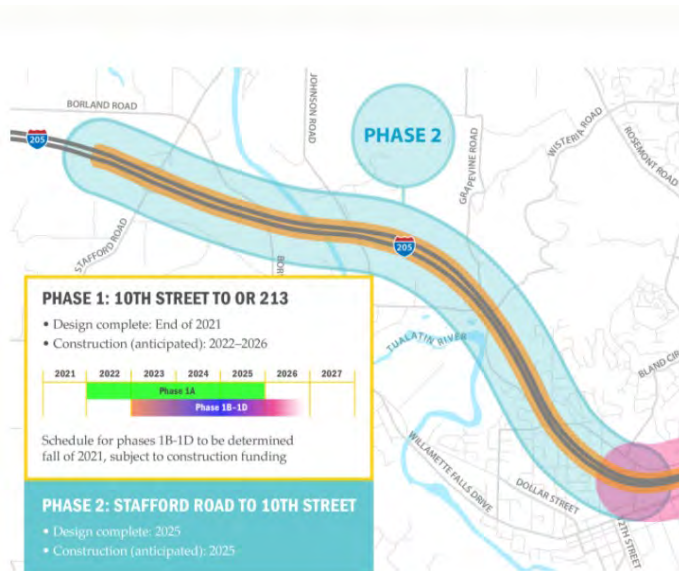 BORLAND ROAD
JOHNSON ROAD
205
PHASE 2
GRAPEVINE ROAD
WISTERIA ROAD
ROSEMONT ROAD
STAFFORD ROAD
205
PHASE 1: 10TH STREET TO OR 213
• Design complete: End of 2021
• Construction (anticipated): 2022–2026
2021 2022 2023 2024 2025 2026 2027
Phase 1A
Phase 1B-1D
Schedule for phases 1B-1D to be determined
fall of 2021, subject to construction funding
TUALATIN RIVER
BLAND CIR
WILLAMETTE FALLS DRIVE
DOLLAR STREET
12TH STREET
PHASE 2: STAFFORD ROAD TO 10TH STREET
• Design complete: 2025
• Construction (anticipated): 2025